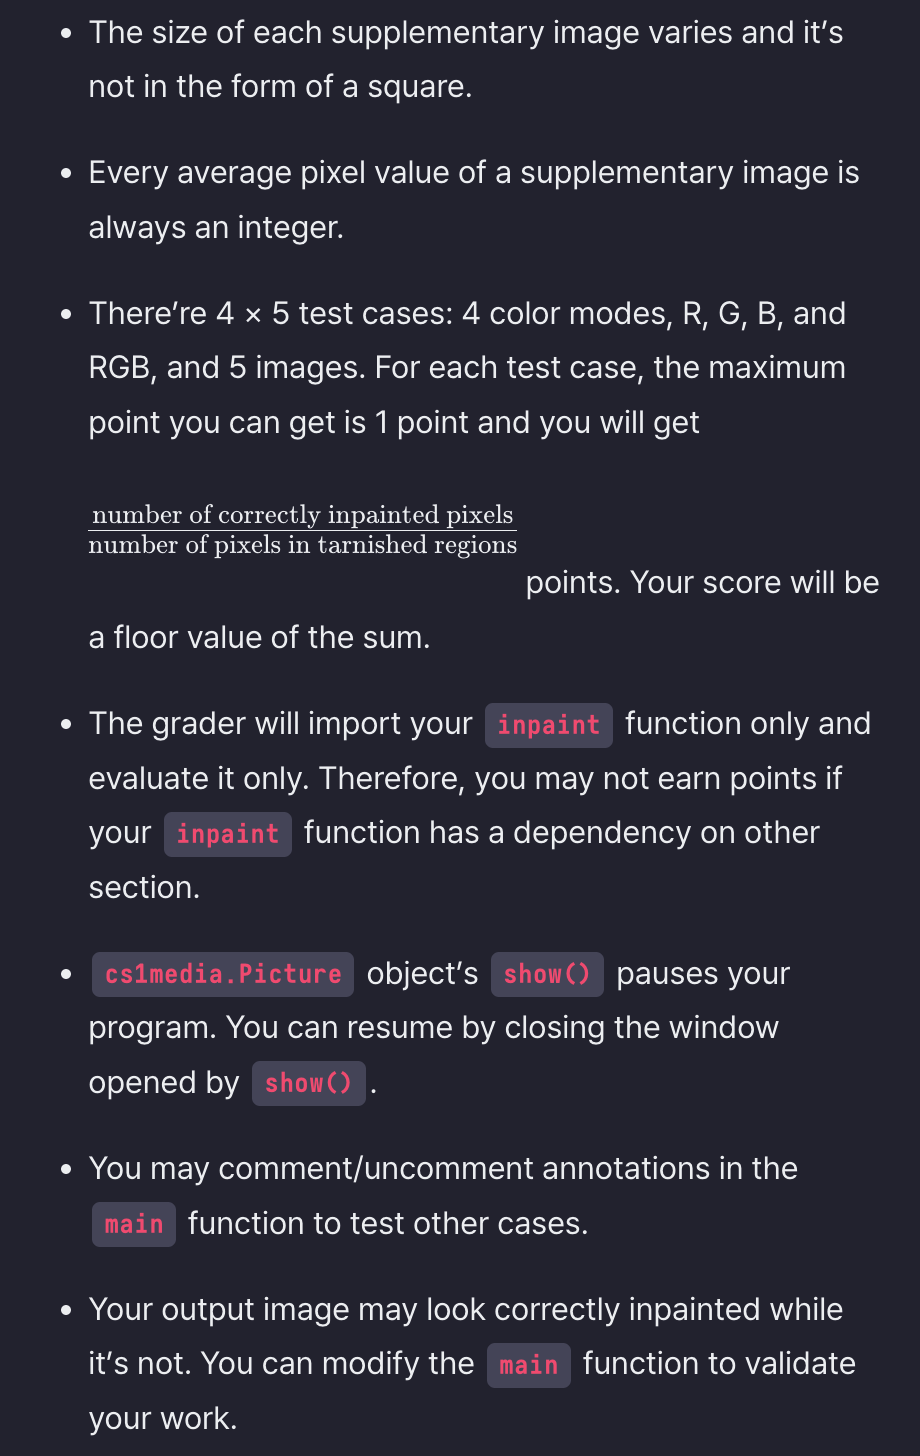 • The size of each supplementary image varies and it’s
not in the form of a square.
• Every average pixel value of a supplementary image is
always an integer.
• There’re 4 × 5 test cases: 4 color modes, R, G, B, and
RGB, and 5 images. For each test case, the maximum
point you can get is 1 point and you will get
number of correctly inpainted pixels
number of pixels in tarnished regions
points. Your score will be
a floor value of the sum.
• The grader will import your inpaint function only and
evaluate it only. Therefore, you may not earn points if
your inpaint function has a dependency on other
section.
• cs1media.Picture object’s show() pauses your
program. You can resume by closing the window
opened by show().
• You may comment/uncomment annotations in the
main function to test other cases.
• Your output image may look correctly inpainted while
it’s not. You can modify the main function to validate
your work.